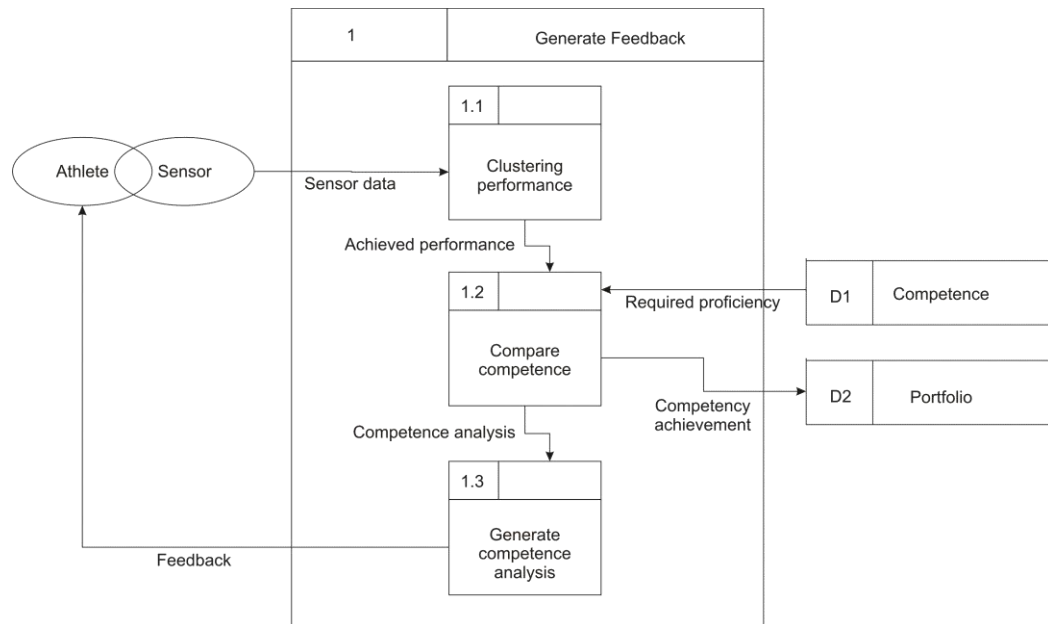 1
Generate Feedback
1.1
Clustering
performance
Athlete
Sensor
Sensor data
Achieved performance
1.2
Compare
competence
Required proficiency
D1
Competence
Competency
achievement
D2
Portfolio
Competence analysis
1.3
Generate
competence
analysis
Feedback